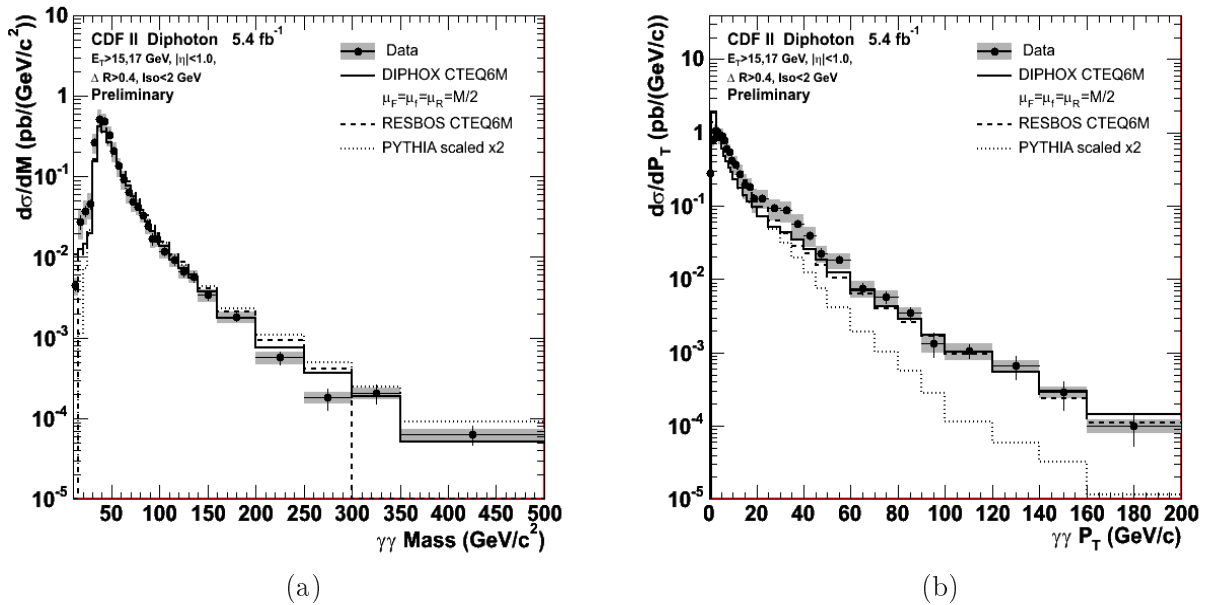 dσ/dM (pb/(GeV/c²)
10
1
10⁻¹
10⁻²
10⁻³
10⁻⁴
10⁻⁵
CDF II Diphoton 5.4 fb⁻¹
E_T>15,17 GeV, |η|<1.0,
Δ R>0.4, Iso<2 GeV
Preliminary
Data
DIPHOX CTEQ6M
μ_F=μ_f=μ_R=M/2
RESBOS CTEQ6M
PYTHIA scaled x2
50 100 150 200 250 300 350 400 450 500
γγ Mass (GeV/c²)
(a)
dσ/dP_T (pb/(GeV/c))
10
1
10⁻¹
10⁻²
10⁻³
10⁻⁴
10⁻⁵
CDF II Diphoton 5.4 fb⁻¹
E_T>15,17 GeV, |η|<1.0,
Δ R>0.4, Iso<2 GeV
Preliminary
Data
DIPHOX CTEQ6M
μ_F=μ_f=μ_R=M/2
RESBOS CTEQ6M
PYTHIA scaled x2
0 20 40 60 80 100 120 140 160 180 200
γγ P_T (GeV/c)
(b)